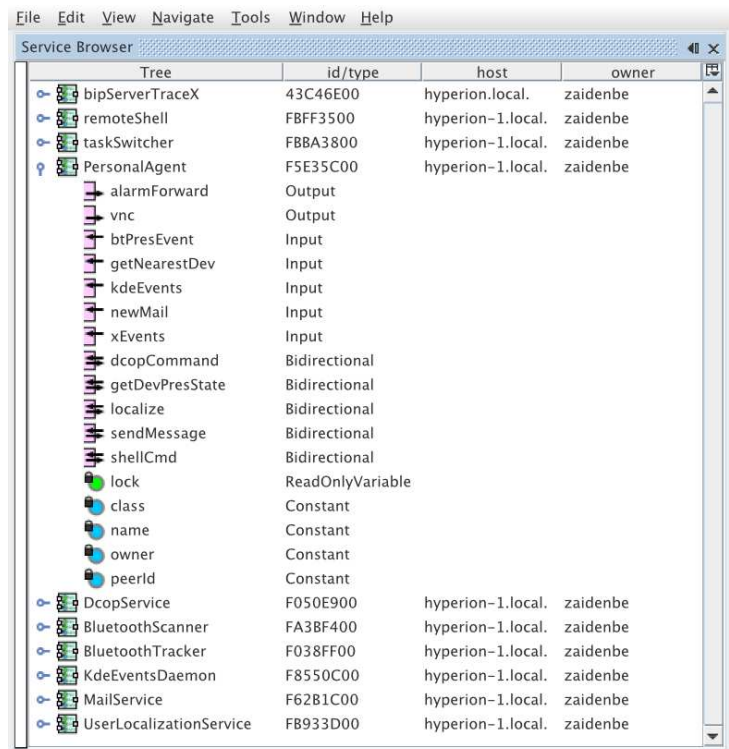 File Edit View Navigate Tools Window Help
Service Browser
Tree id/type host owner
bipServerTraceX 43C46E00 hyperion.local. zaidenbe
remoteShell FBFF3500 hyperion-1.local. zaidenbe
taskSwitcher FBBA3800 hyperion-1.local. zaidenbe
PersonalAgent F5E35C00 hyperion-1.local. zaidenbe
alarmForward Output
vnc Output
btPresEvent Input
getNearestDev Input
kdeEvents Input
newMail Input
xEvents Input
dcopCommand Bidirectional
getDevPresState Bidirectional
localize Bidirectional
sendMessage Bidirectional
shellCmd Bidirectional
lock ReadOnlyVariable
class Constant
name Constant
owner Constant
peerId Constant
DcopService F050E900 hyperion-1.local. zaidenbe
BluetoothScanner FA3BF400 hyperion-1.local. zaidenbe
BluetoothTracker F038FF00 hyperion-1.local. zaidenbe
KdeEventsDaemon F8550C00 hyperion-1.local. zaidenbe
MailService F62B1C00 hyperion-1.local. zaidenbe
UserLocalizationService FB933D00 hyperion-1.local. zaidenbe